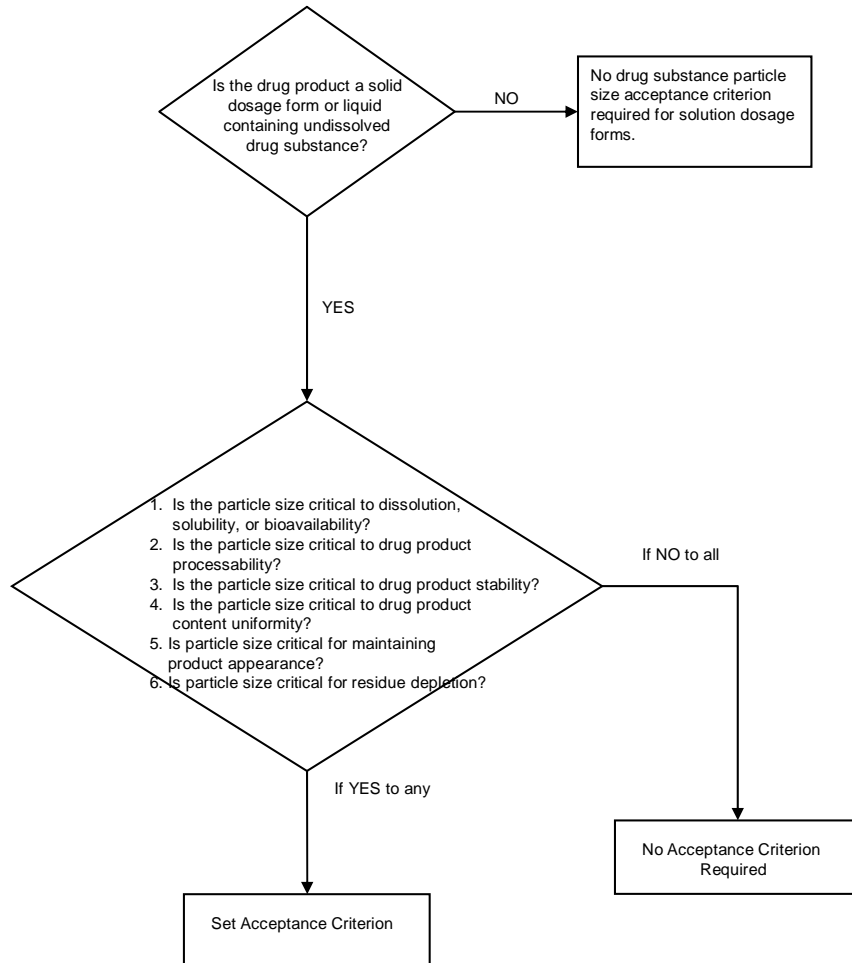 Is the drug product a solid
dosage form or liquid
containing undissolved
drug substance?
NO
No drug substance particle
size acceptance criterion
required for solution dosage
forms.
YES
1. Is the particle size critical to dissolution,
solubility, or bioavailability?
2. Is the particle size critical to drug product
processability?
3. Is the particle size critical to drug product stability?
4. Is the particle size critical to drug product
content uniformity?
5. Is particle size critical for maintaining
product appearance?
6. Is particle size critical for residue depletion?
If NO to all
If YES to any
No Acceptance Criterion
Required
Set Acceptance Criterion